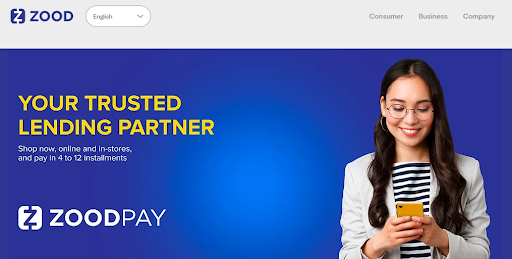 ZOOD
English
Consumer
Business
Company
YOUR TRUSTED
LENDING PARTNER
Shop now, online and in-stores,
and pay in 4 to 12 installments
ZOODPAY